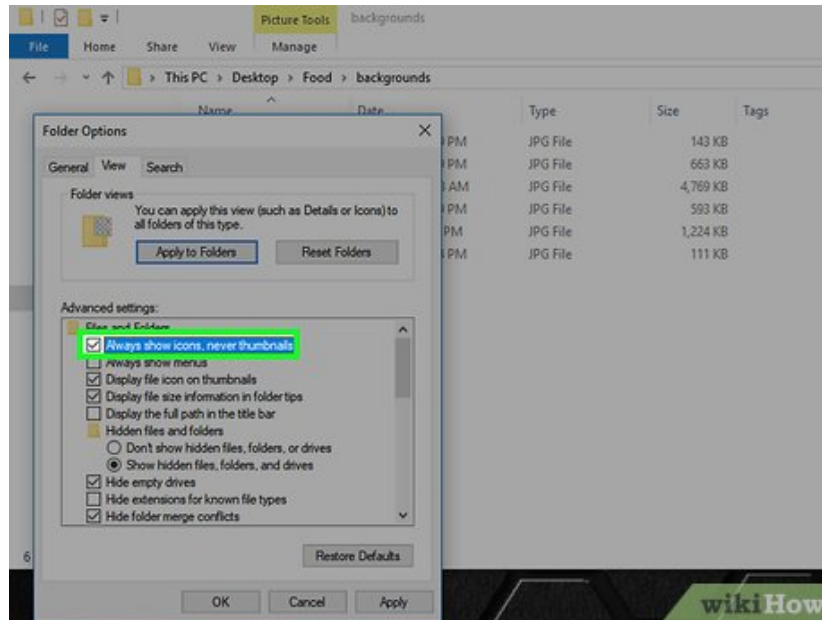 Picture Tools backgrounds
File Home Share View Manage
This PC > Desktop > Food > backgrounds
Name Date Type Size Tags
Folder Options
PM JPG File 143 KB
General View Search
PM JPG File 663 KB
AM JPG File 4,769 KB
Folder views
You can apply this view (such as Details or Icons) to
all folders of this type.
PM JPG File 593 KB
PM JPG File 1,224 KB
Apply to Folders Reset Folders
PM JPG File 111 KB
Advanced settings:
Files and Folders
Always show icons, never thumbnails
Always show menus
Display file icon on thumbnails
Display file size information in folder tips
Display the full path in the title bar
Hidden files and folders
Don't show hidden files, folders, or drives
Show hidden files, folders, and drives
Hide empty drives
Hide extensions for known file types
Hide folder merge conflicts
6
Restore Defaults
OK Cancel Apply
wikiHow